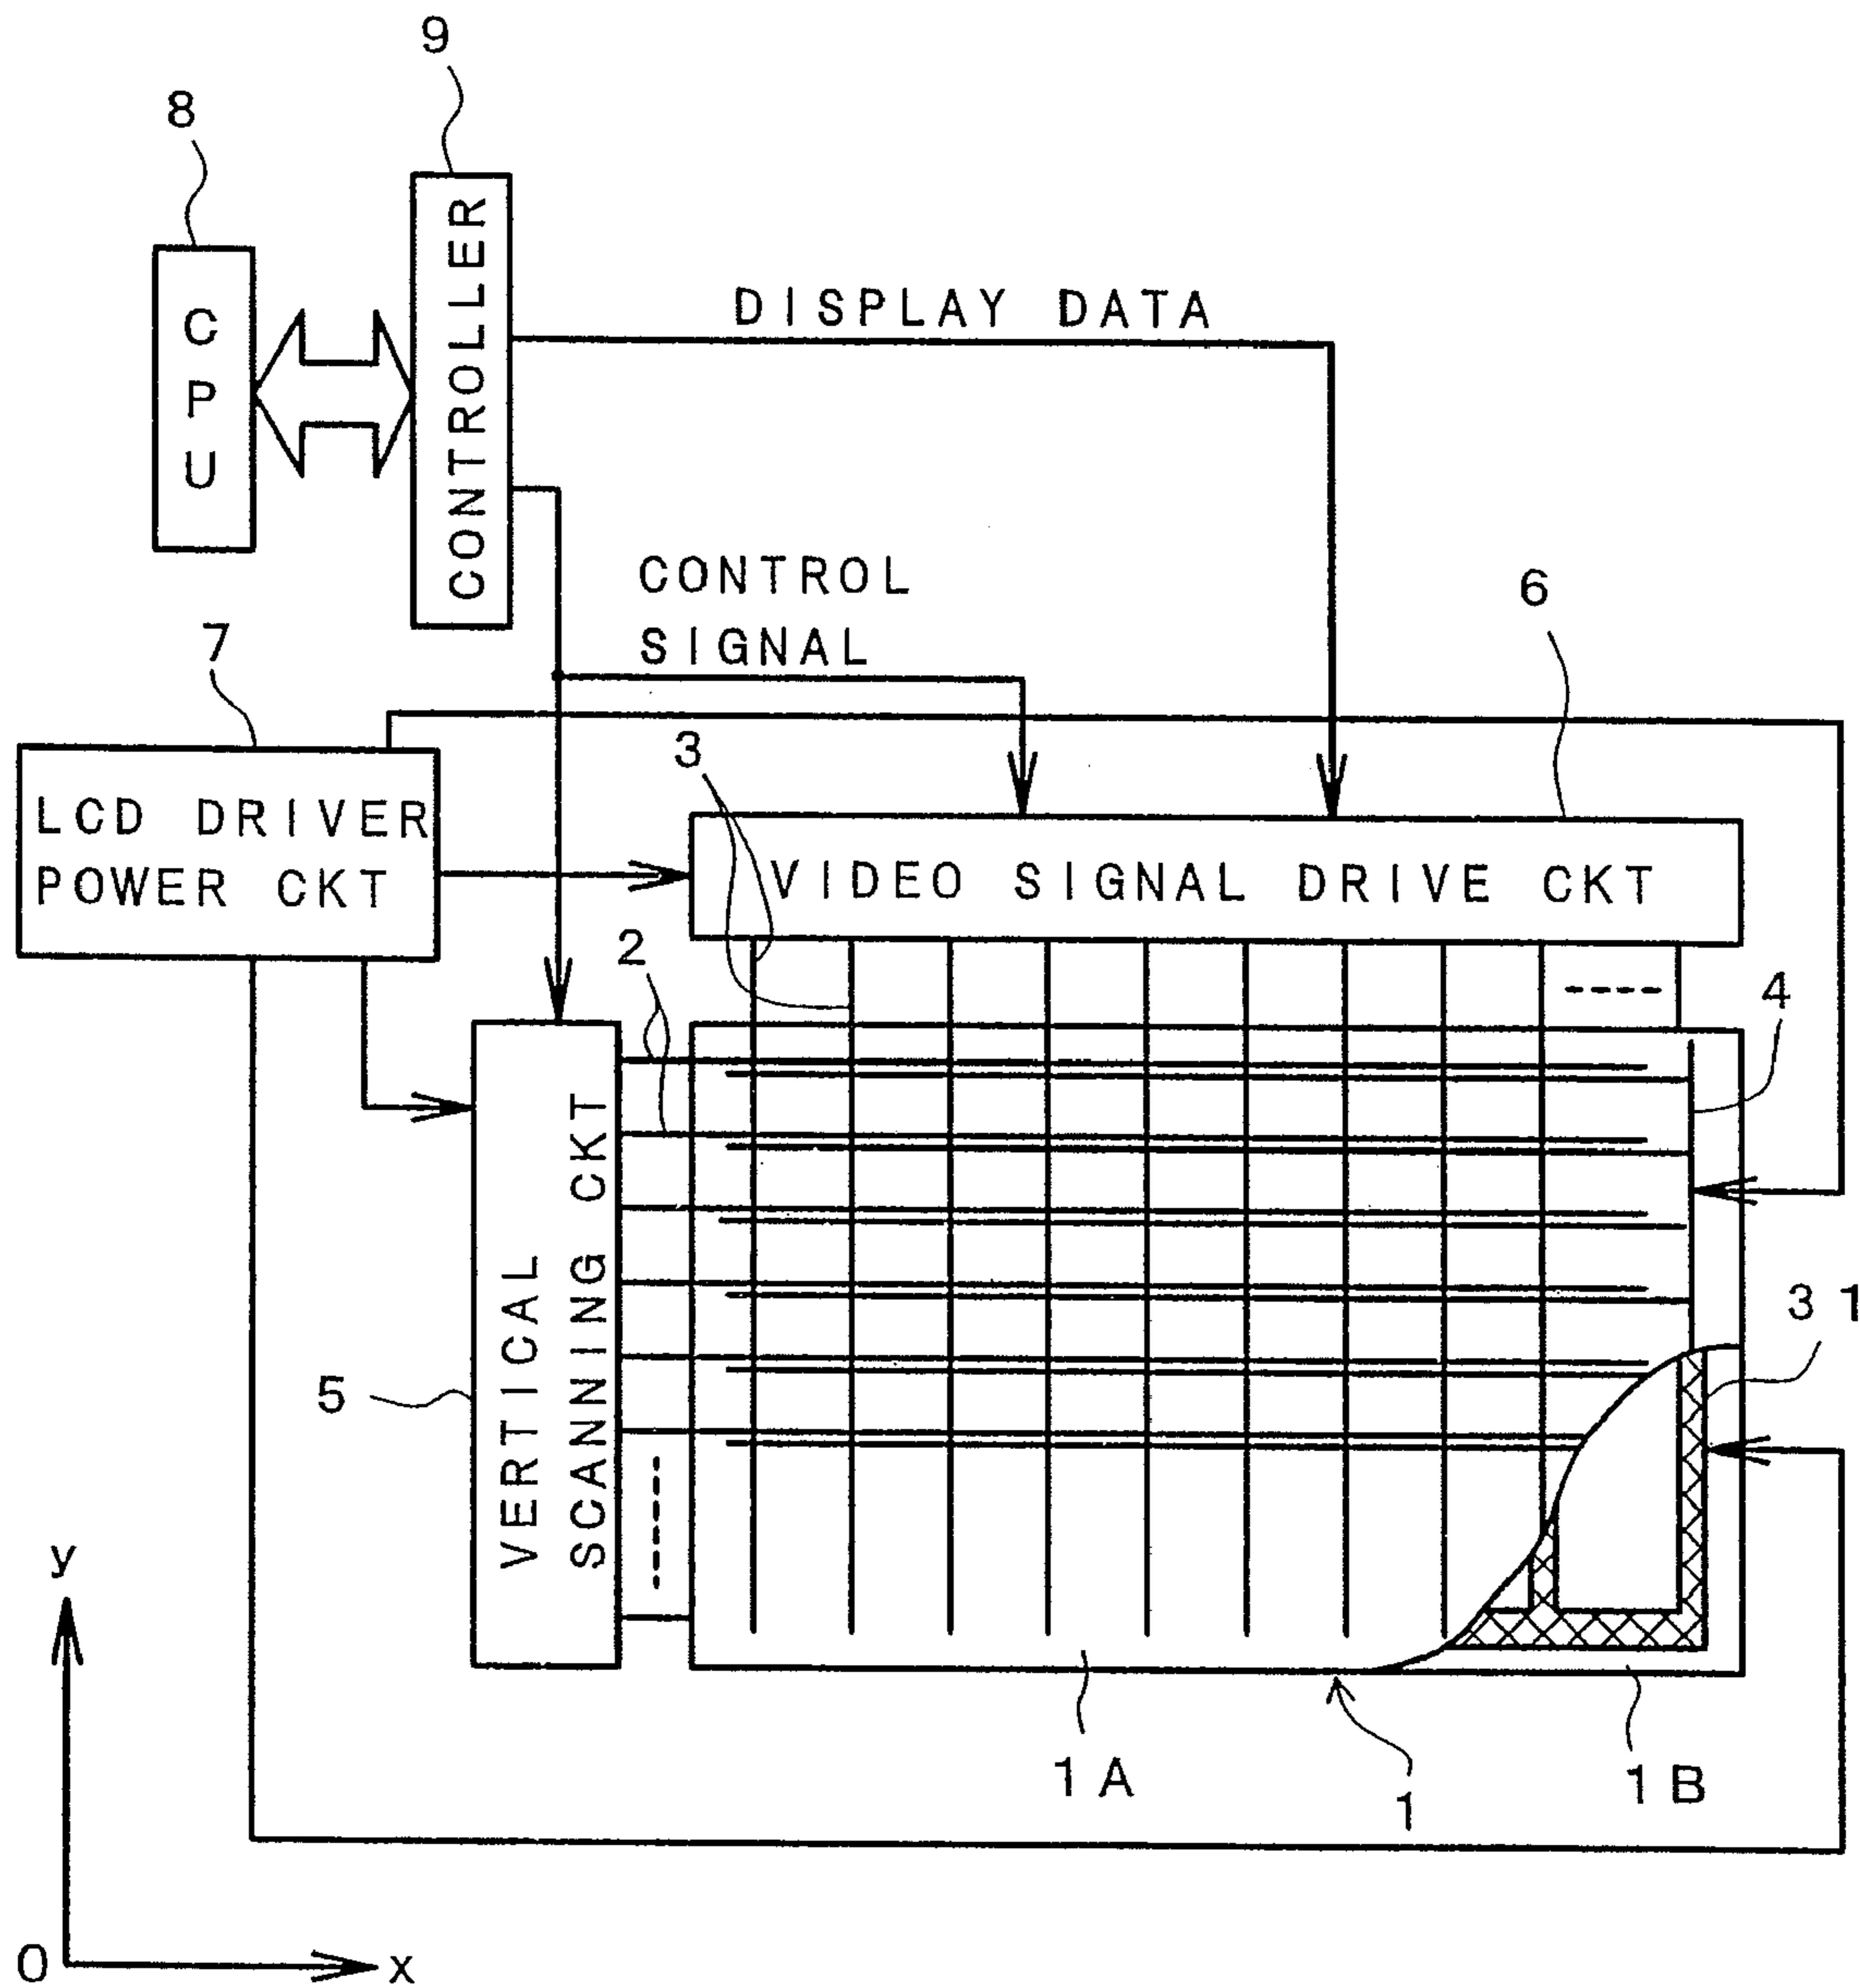 9
8
CPU
CONTROLLER
DISPLAY DATA
CONTROL
SIGNAL
6
7
3
LCD DRIVER
POWER CKT
VIDEO SIGNAL DRIVE CKT
2
4
VERTICAL
SCANNING CKT
31
5
y
1A
1
1B
0
x